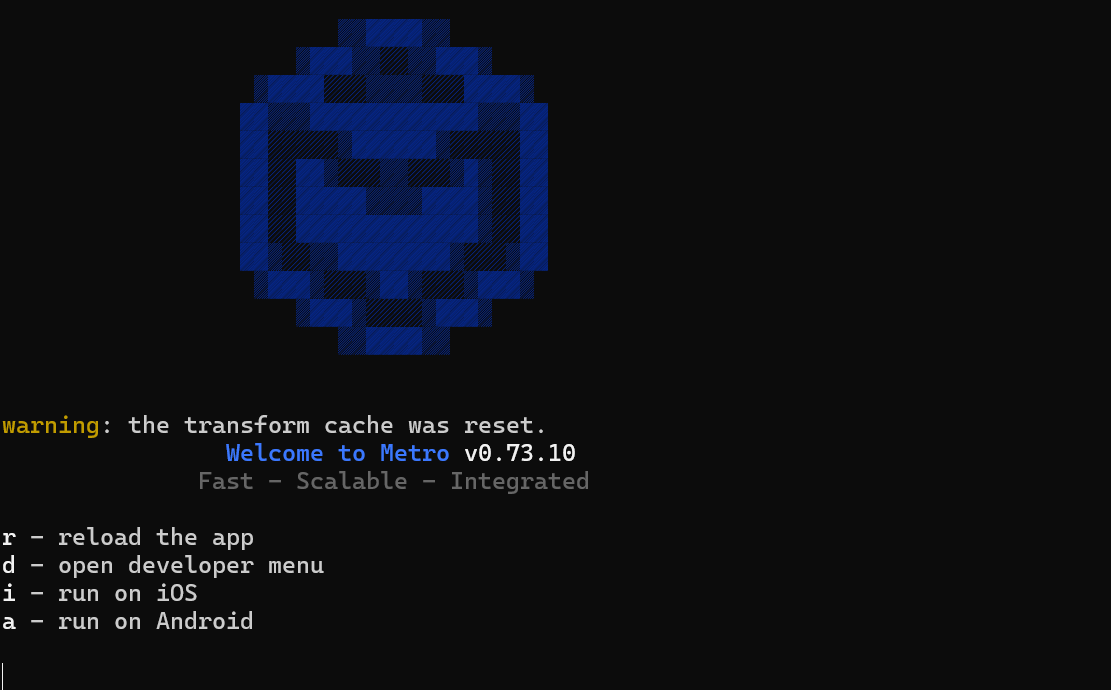 warning: the transform cache was reset.
Welcome to Metro v0.73.10
Fast - Scalable - Integrated
r - reload the app
d - open developer menu
i - run on iOS
a - run on Android